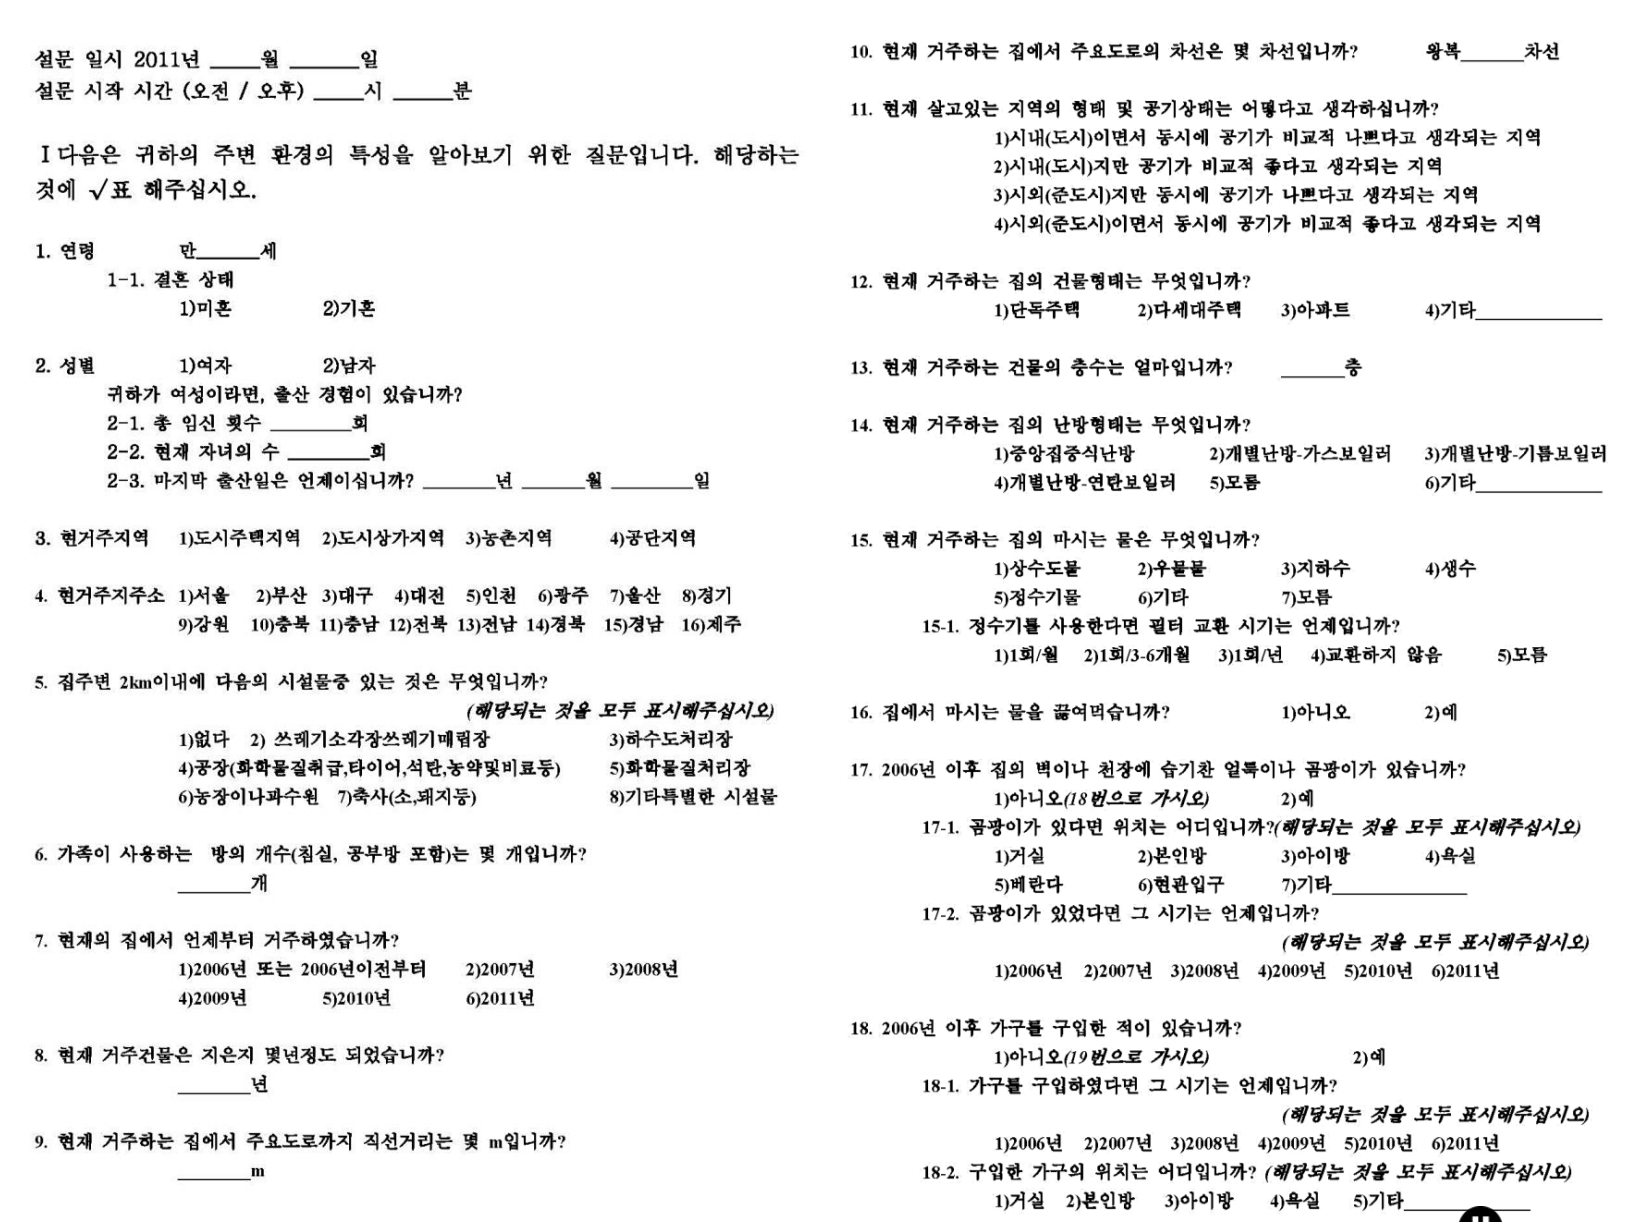 설문 일시 2011년 _____월 _______일
설문 시작 시간 (오전 / 오후) _____시 ______분
Ⅰ다음은 귀하의 주변 환경의 특성을 알아보기 위한 질문입니다. 해당하는
것에 √표 해주십시오.
1. 연령 만_______세
1-1. 결혼 상태
1)미혼 2)기혼
2. 성별 1)여자 2)남자
귀하가 여성이라면, 출산 경험이 있습니까?
2-1. 총 임신 횟수 _________회
2-2. 현재 자녀의 수 _________회
2-3. 마지막 출산일은 언제이십니까? ________년 _______월 _________일
3. 현거주지역 1)도시주택지역 2)도시상가지역 3)농촌지역 4)공단지역
4. 현거주지주소 1)서울 2)부산 3)대구 4)대전 5)인천 6)광주 7)울산 8)경기
9)강원 10)충북 11)충남 12)전북 13)전남 14)경북 15)경남 16)제주
5. 집주변 2km이내에 다음의 시설물중 있는 것은 무엇입니까?
(해당되는 것을 모두 표시해주십시오)
1)없다 2) 쓰레기소각장쓰레기매립장 3)하수도처리장
4)공장(화학물질취급,타이어,석탄,농약및비료등) 5)화학물질처리장
6)농장이나과수원 7)축사(소,돼지등) 8)기타특별한 시설물
6. 가족이 사용하는 방의 개수(침실, 공부방 포함)는 몇 개입니까?
________개
7. 현재의 집에서 언제부터 거주하였습니까?
1)2006년 또는 2006년이전부터 2)2007년 3)2008년
4)2009년 5)2010년 6)2011년
8. 현재 거주건물은 지은지 몇년정도 되었습니까?
________년
9. 현재 거주하는 집에서 주요도로까지 직선거리는 몇 m입니까?
________m
10. 현재 거주하는 집에서 주요도로의 차선은 몇 차선입니까? 왕복_______차선
11. 현재 살고있는 지역의 형태 및 공기상태는 어떻다고 생각하십니까?
1)시내(도시)이면서 동시에 공기가 비교적 나쁘다고 생각되는 지역
2)시내(도시)지만 공기가 비교적 좋다고 생각되는 지역
3)시외(준도시)지만 동시에 공기가 나쁘다고 생각되는 지역
4)시외(준도시)이면서 동시에 공기가 비교적 좋다고 생각되는 지역
12. 현재 거주하는 집의 건물형태는 무엇입니까?
1)단독주택 2)다세대주택 3)아파트 4)기타______________
13. 현재 거주하는 건물의 층수는 얼마입니까? _______층
14. 현재 거주하는 집의 난방형태는 무엇입니까?
1)중앙집중식난방 2)개별난방-가스보일러 3)개별난방-기름보일러
4)개별난방-연탄보일러 5)모름 6)기타______________
15. 현재 거주하는 집의 마시는 물은 무엇입니까?
1)상수도물 2)우물물 3)지하수 4)생수
5)정수기물 6)기타 7)모름
15-1. 정수기를 사용한다면 필터 교환 시기는 언제입니까?
1)1회/월 2)1회/3-6개월 3)1회/년 4)교환하지 않음 5)모름
16. 집에서 마시는 물을 끓여먹습니까? 1)아니오 2)예
17. 2006년 이후 집의 벽이나 천장에 습기찬 얼룩이나 곰팡이가 있습니까?
1)아니오(18번으로 가시오) 2)예
17-1. 곰팡이가 있다면 위치는 어디입니까?(해당되는 것을 모두 표시해주십시오)
1)거실 2)본인방 3)아이방 4)욕실
5)베란다 6)현관입구 7)기타_______________
17-2. 곰팡이가 있었다면 그 시기는 언제입니까?
(해당되는 것을 모두 표시해주십시오)
1)2006년 2)2007년 3)2008년 4)2009년 5)2010년 6)2011년
18. 2006년 이후 가구를 구입한 적이 있습니까?
1)아니오(19번으로 가시오) 2)예
18-1. 가구를 구입하였다면 그 시기는 언제입니까?
(해당되는 것을 모두 표시해주십시오)
1)2006년 2)2007년 3)2008년 4)2009년 5)2010년 6)2011년
18-2. 구입한 가구의 위치는 어디입니까? (해당되는 것을 모두 표시해주십시오)
1)거실 2)본인방 3)아이방 4)욕실 5)기타______________